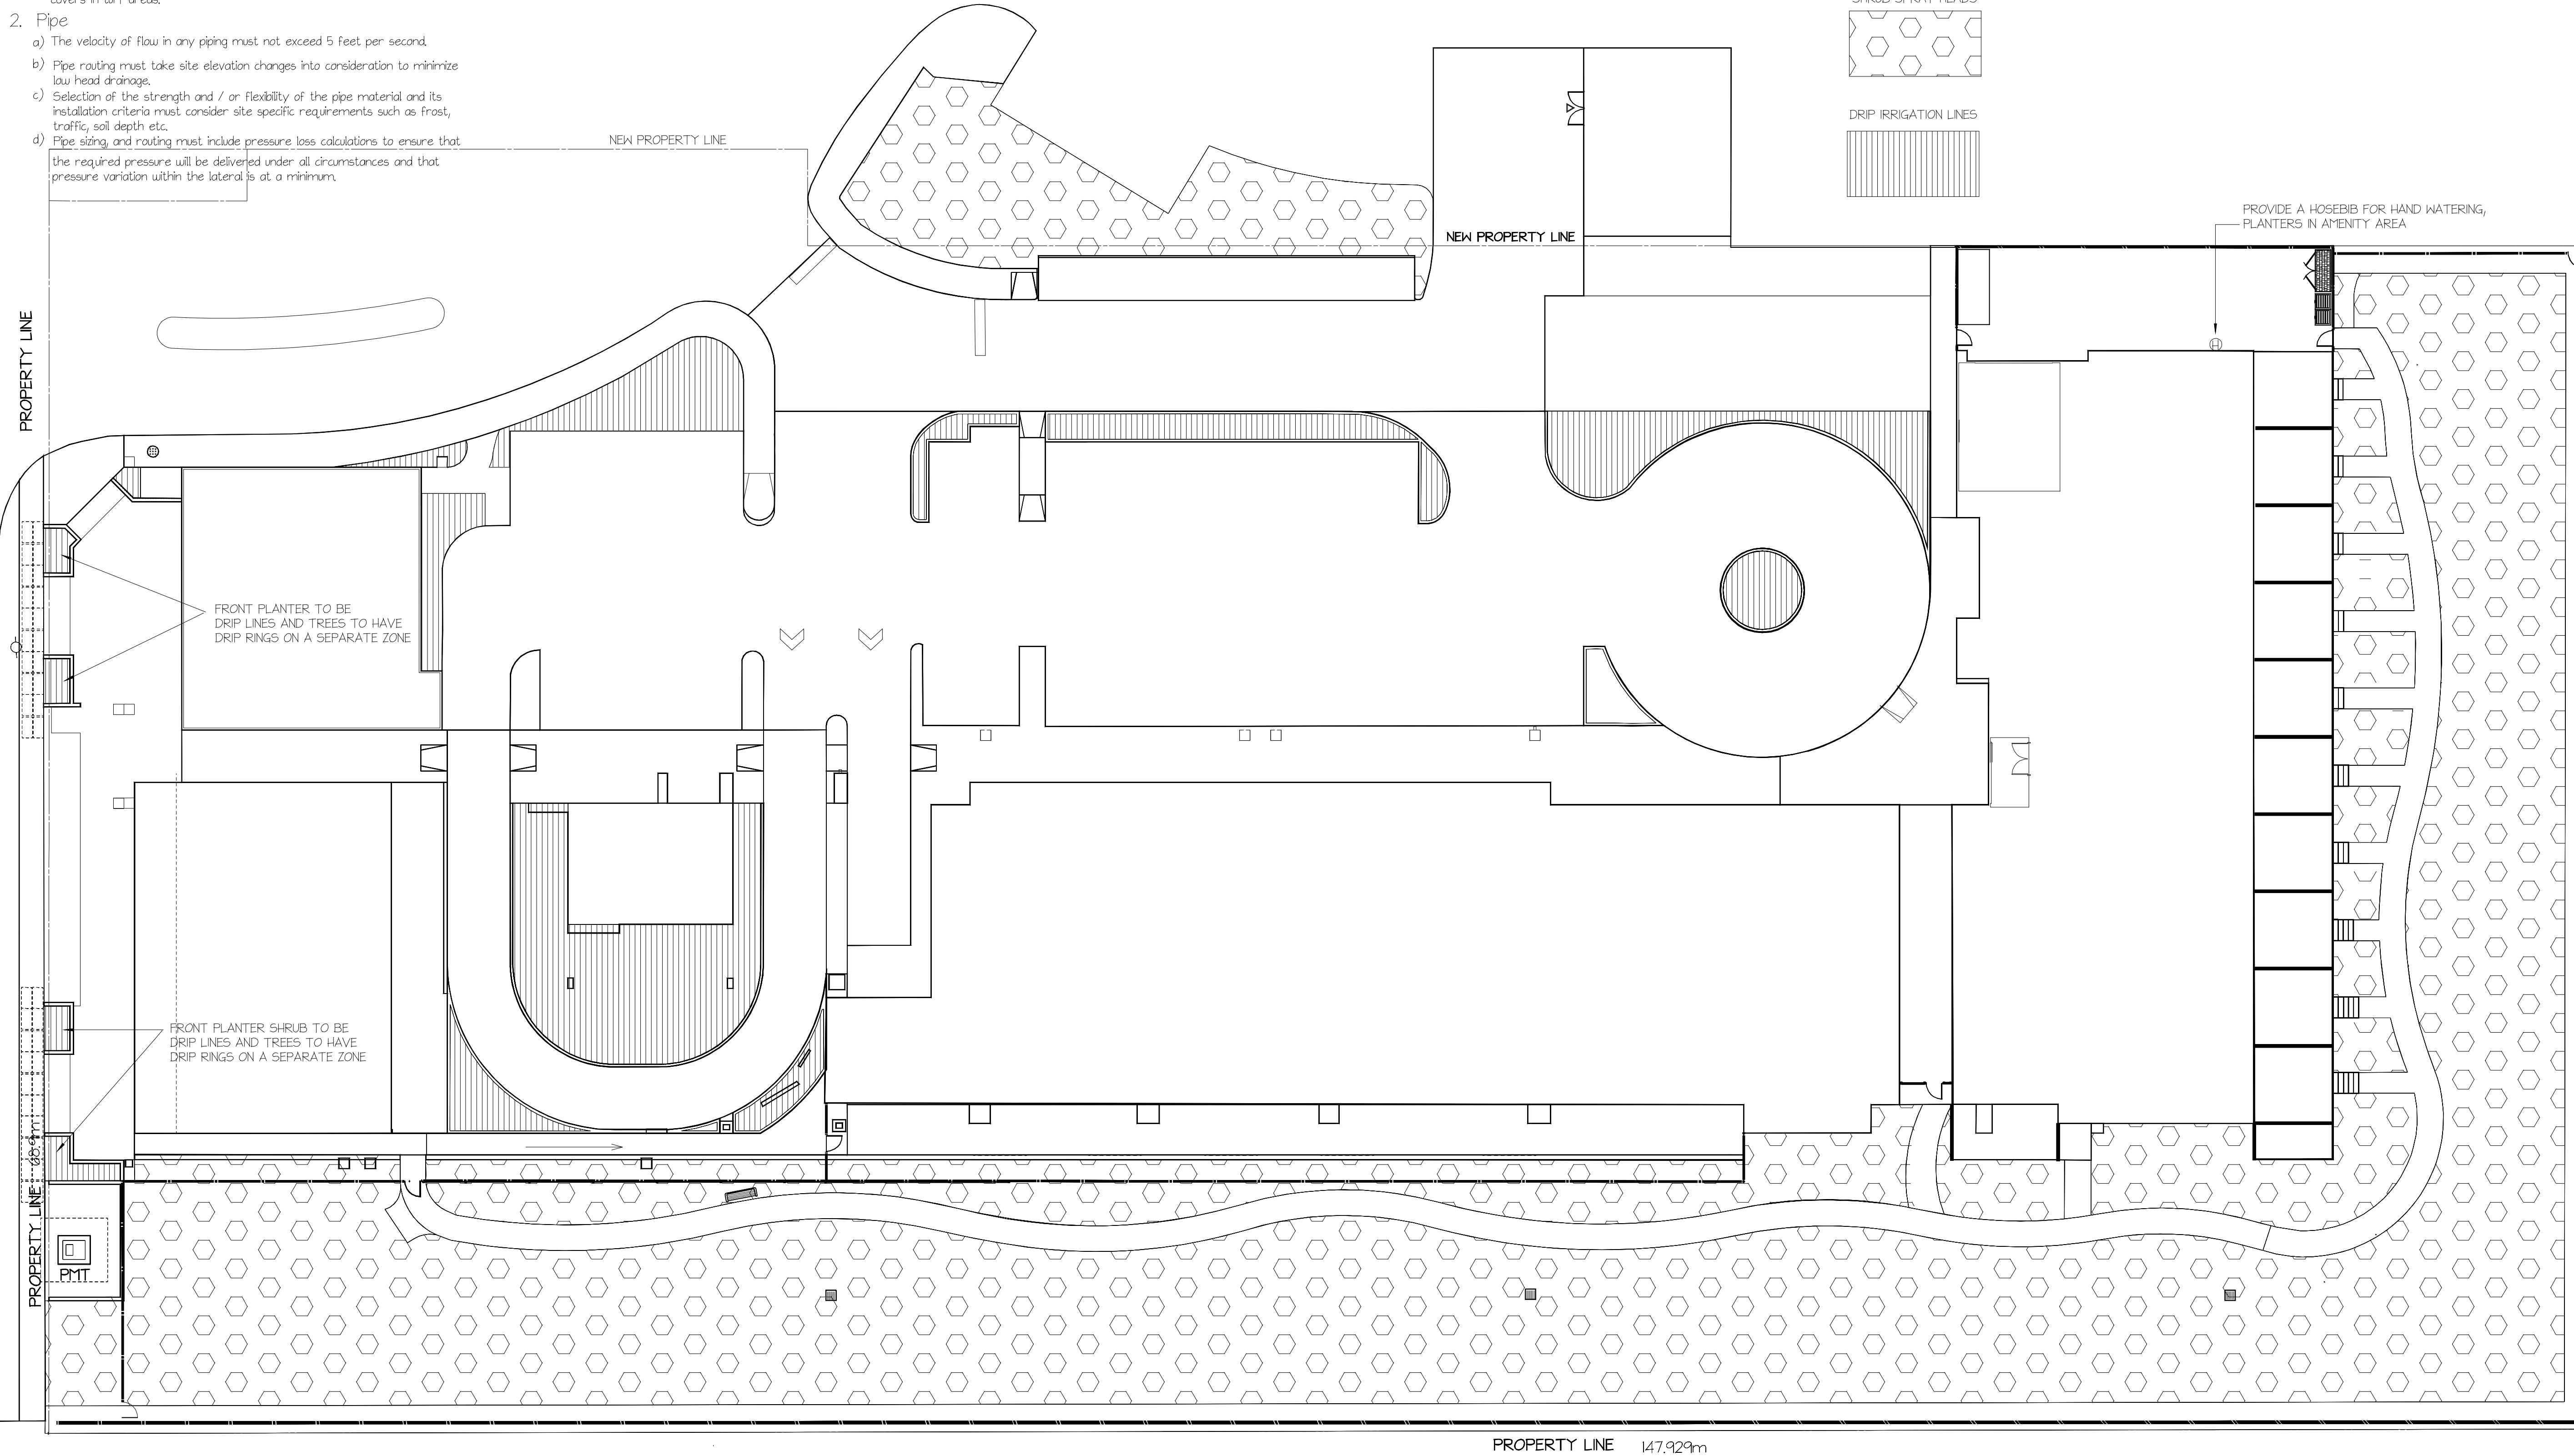 2. Pipe
a) The velocity of flow in any piping must not exceed 5 feet per second.
b) Pipe routing must take site elevation changes into consideration to minimize
low head drainage.
c) Selection of the strength and / or flexibility of the pipe material and its
installation criteria must consider site specific requirements such as frost,
traffic, soil depth etc.
d) Pipe sizing, and routing must include pressure loss calculations to ensure that
the required pressure will be delivered under all circumstances and that
pressure variation within the lateral is at a minimum.
NEW PROPERTY LINE
DRIP IRRIGATION LINES
PROVIDE A HOSEBIB FOR HAND WATERING,
PLANTERS IN AMENITY AREA
NEW PROPERTY LINE
H
PROPERTY LINE
FRONT PLANTER TO BE
DRIP LINES AND TREES TO HAVE
DRIP RINGS ON A SEPARATE ZONE
FRONT PLANTER SHRUB TO BE
DRIP LINES AND TREES TO HAVE
DRIP RINGS ON A SEPARATE ZONE
PROPERTY LINE 68.9m
PMT
PROPERTY LINE 147.929m